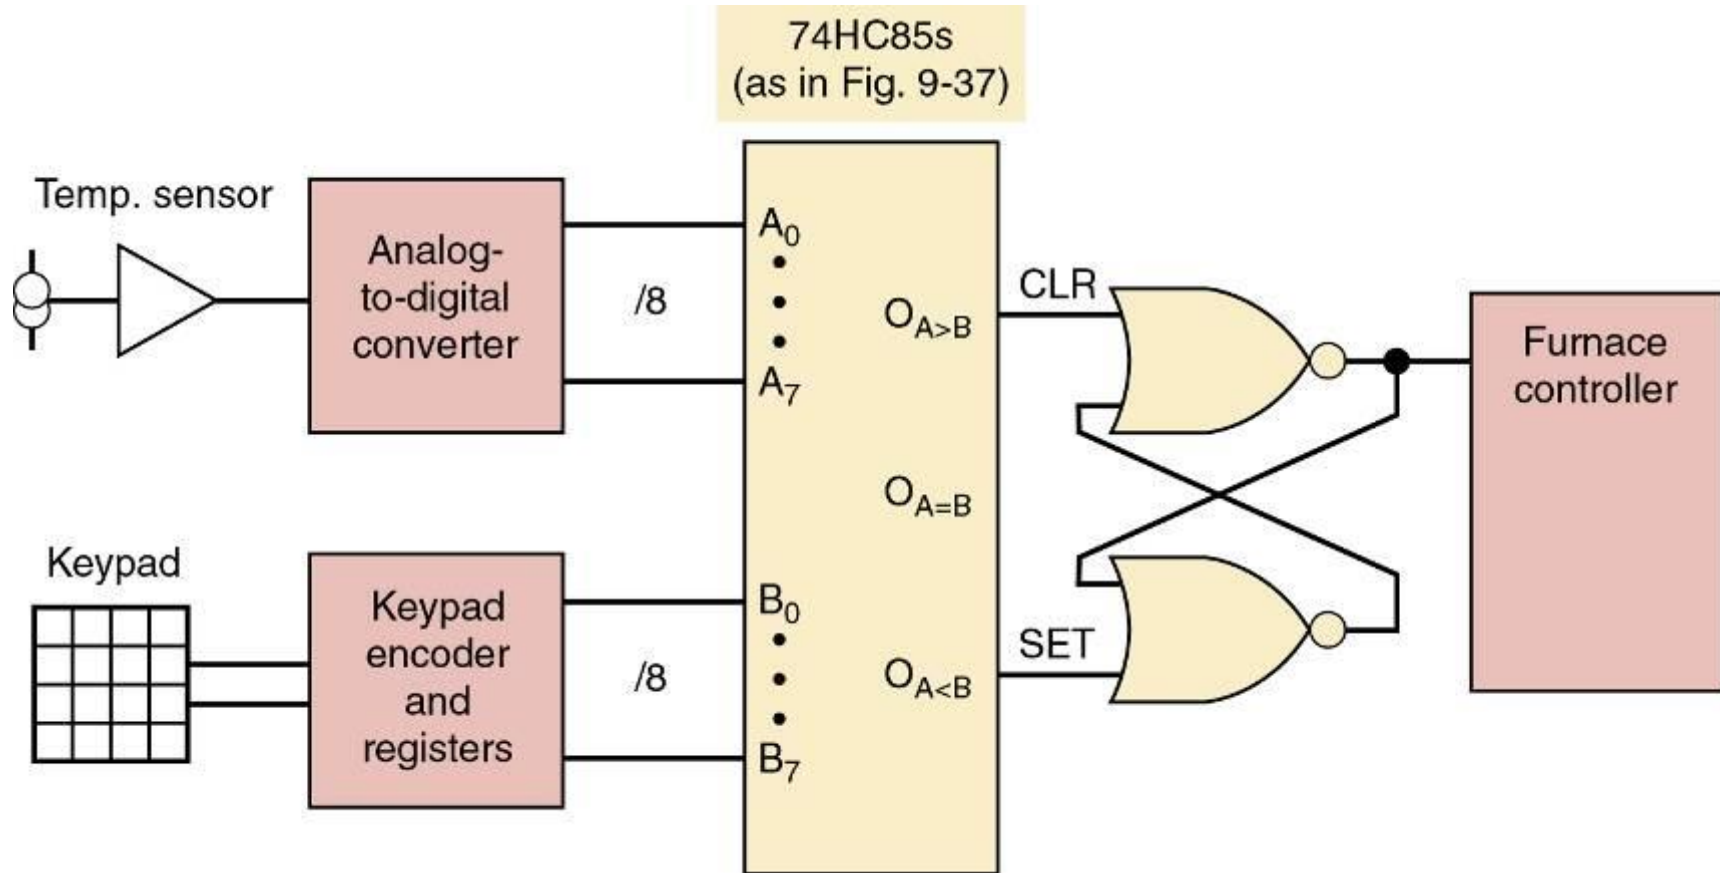 74HC85s
(as in Fig. 9-37)
Temp. sensor
Analog-
to-digital
converter
/8
A0
A7
OA>B
OA=B
OA<B
CLR
SET
Furnace
controller
Keypad
Keypad
encoder
and
registers
/8
B0
B7